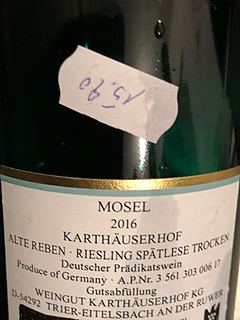 15.90
MOSEL
2016
KARTHÄUSERHOF
ALTE REBEN · RIESLING SPÄTLESE TROCKEN
Deutscher Prädikatswein
Produce of Germany · A.P.Nr. 3 561 303 006 17
Gutsabfüllung
WEINGUT KARTHÄUSERHOF KG
D-54292 TRIER-EITELSBACH AN DER RUWER